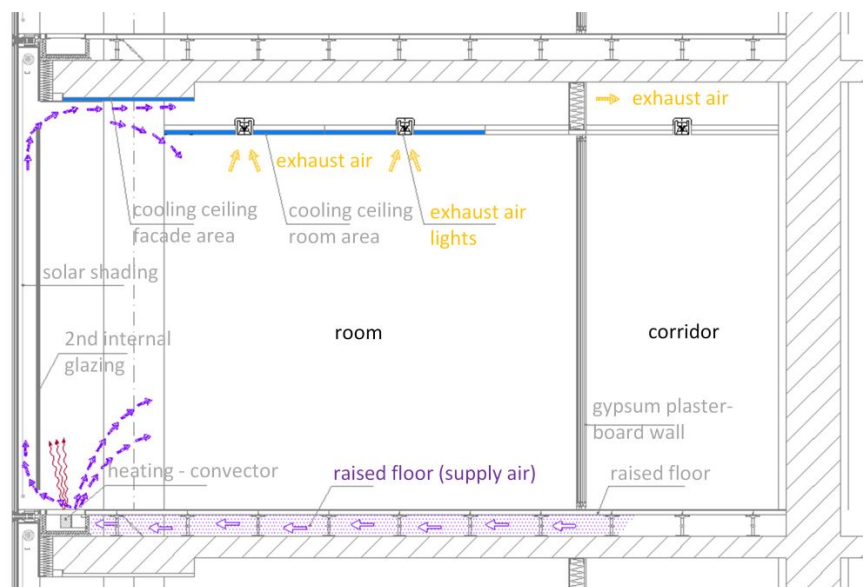 exhaust air
exhaust air
cooling ceiling
facade area
cooling ceiling
room area
exhaust air
lights
solar shading
room
corridor
2nd internal
glazing
gypsum plaster-
board wall
heating - convector
raised floor (supply air)
raised floor